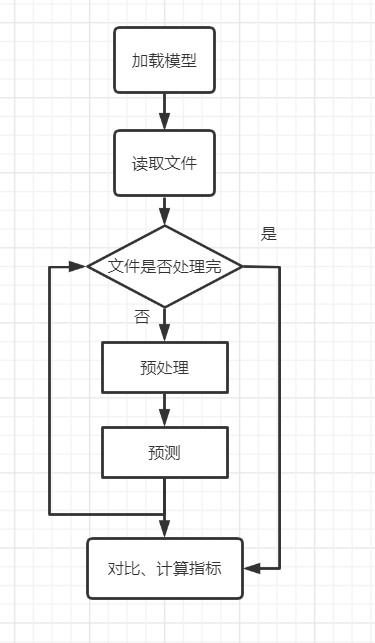 加载模型
读取文件
是
文件是否处理完
否
预处理
预测
对比、计算指标